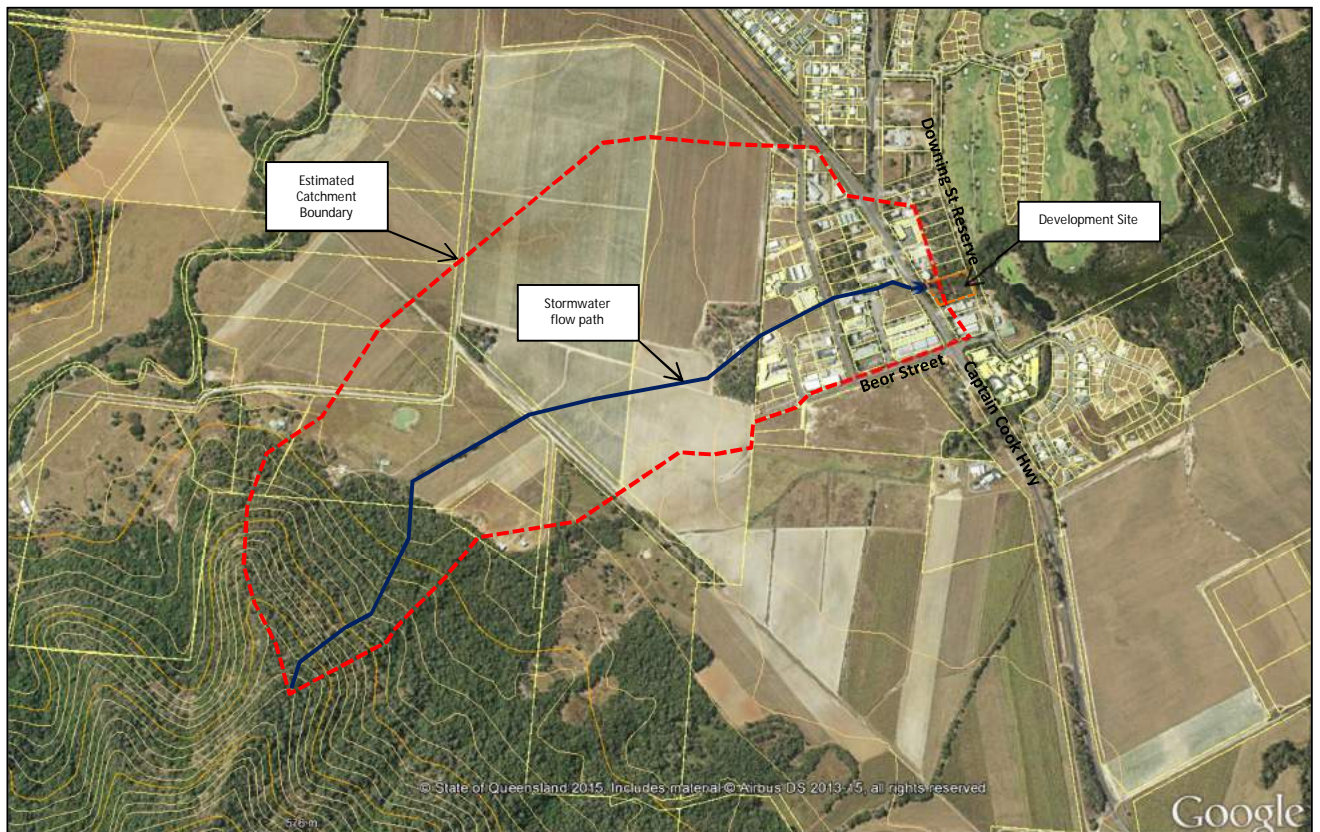 Downing St Reserve
Estimated
Catchment
Boundary
Development Site
Stormwater
flow path
Beor Street
Captain Cook Hwy
© State of Queensland 2015, Includes material © Airbus DS 2013-15, all rights reserved
Google
576 m